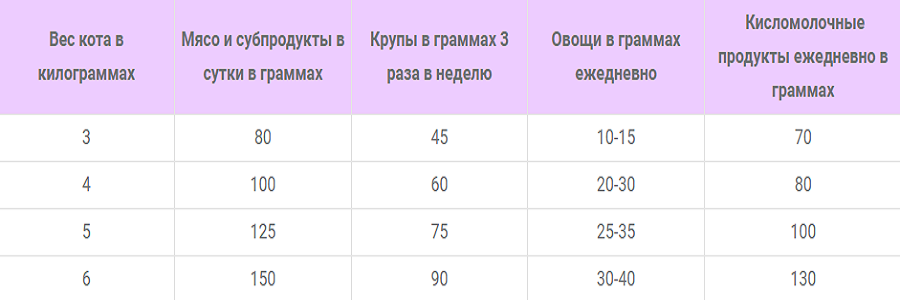 Вес кота в
килограммах
Мясо и субпродукты в
сутки в граммах
Крупы в граммах 3
раза в неделю
Овощи в граммах
ежедневно
Кисломолочные
продукты ежедневно в
граммах
3 80 45 10-15 70
4 100 60 20-30 80
5 125 75 25-35 100
6 150 90 30-40 130